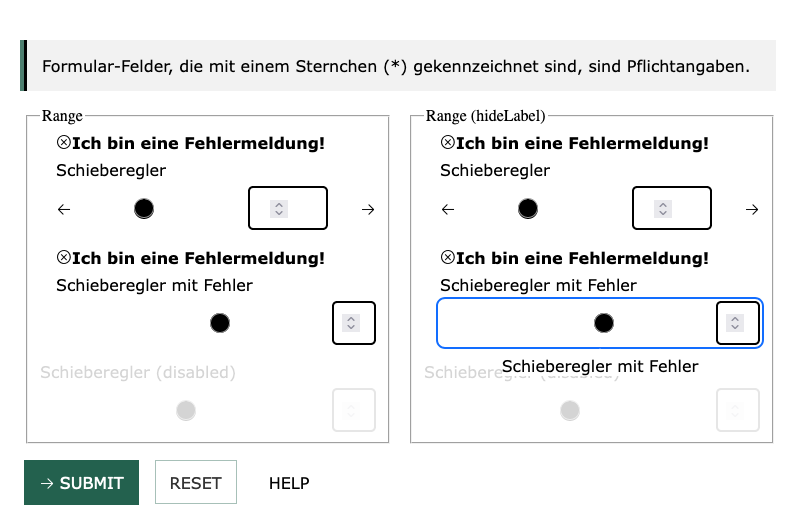 Formular-Felder, die mit einem Sternchen (*) gekennzeichnet sind, sind Pflichtangaben.
Range
Ich bin eine Fehlermeldung!
Schieberegler
Ich bin eine Fehlermeldung!
Schieberegler mit Fehler
Schieberegler (disabled)
Range (hideLabel)
Ich bin eine Fehlermeldung!
Schieberegler
Ich bin eine Fehlermeldung!
Schieberegler mit Fehler
Schieberegler mit Fehler
Schieberegler (disabled)
→ SUBMIT
RESET
HELP